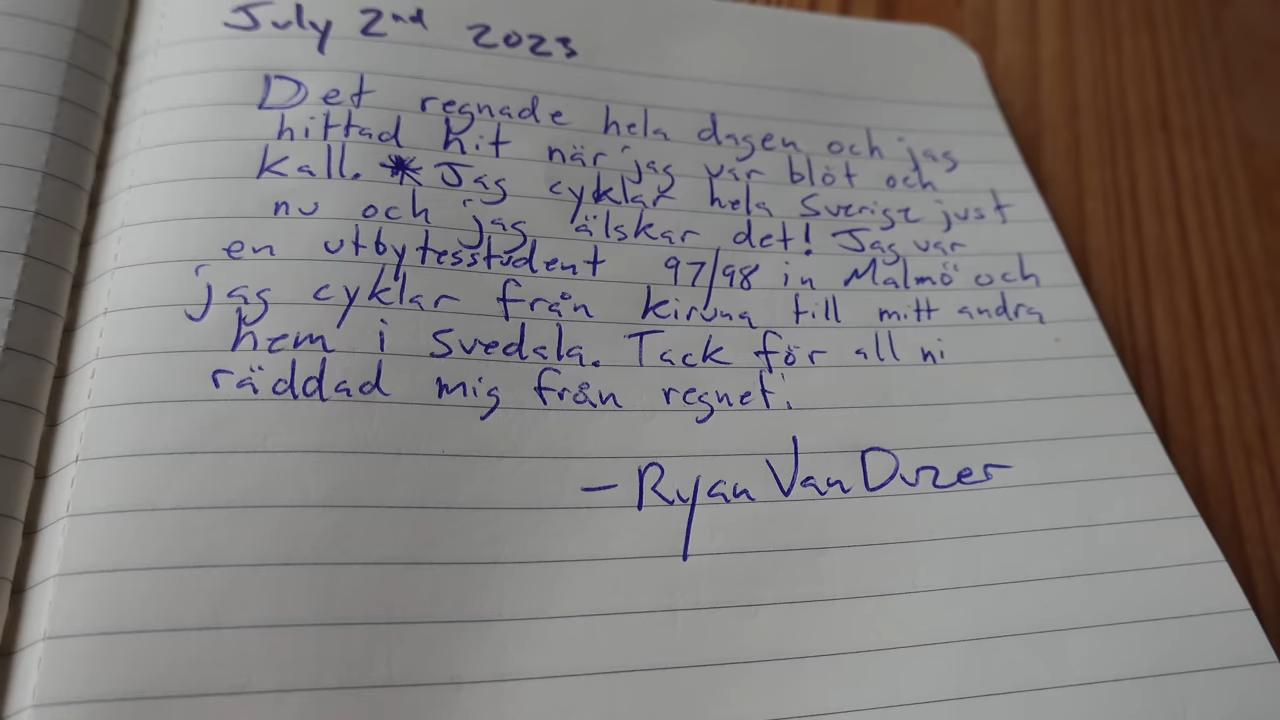 July 2nd 2023
Det regnade hela dagen och jag
hittad hit när jag var blöt och
kall. Jag cyklar hela Sverige just
nu och jag älskar det! Jag var
en utbytesstudent 97/98 in Malmö och
jag cyklar från Kiruna till mitt andra
hem i Svedala. Tack för all ni
räddad mig från regnet!
- Ryan Van Duzer